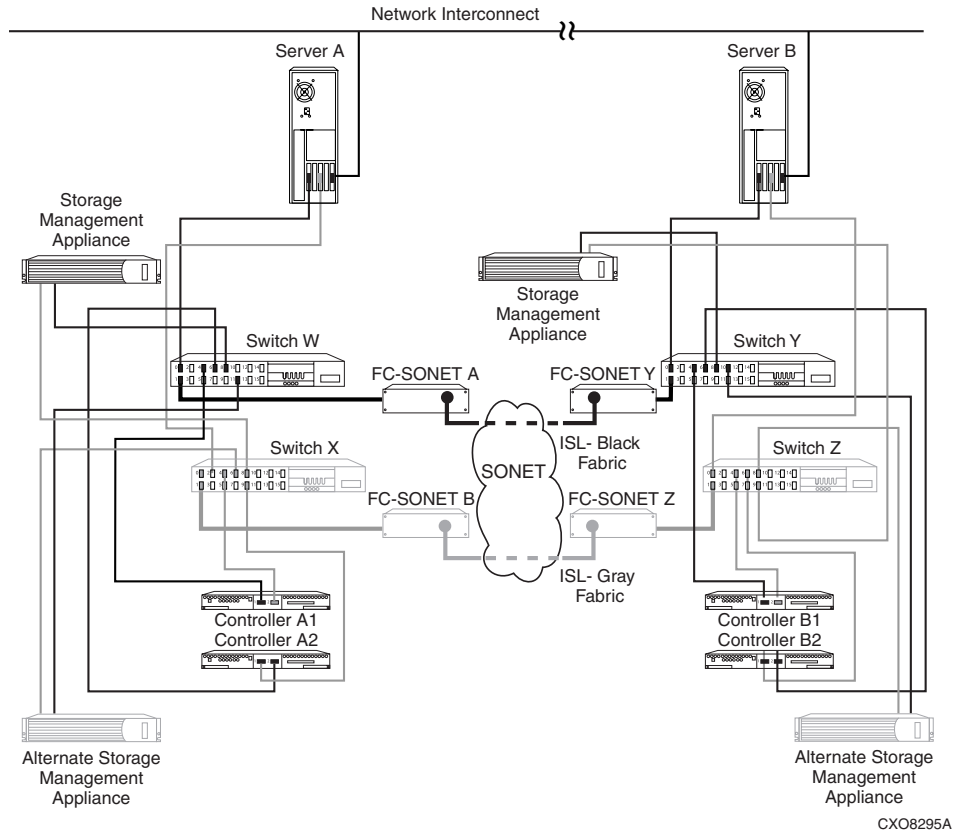 Network Interconnect
Server A
Server B
Storage
Management
Appliance
Storage
Management
Appliance
Switch W
Switch Y
FC-SONET A
FC-SONET Y
ISL- Black
Fabric
Switch X
Switch Z
SONET
FC-SONET B
FC-SONET Z
ISL- Gray
Fabric
Controller A1
Controller A2
Controller B1
Controller B2
Alternate Storage
Management
Appliance
Alternate Storage
Management
Appliance
CXO8295A